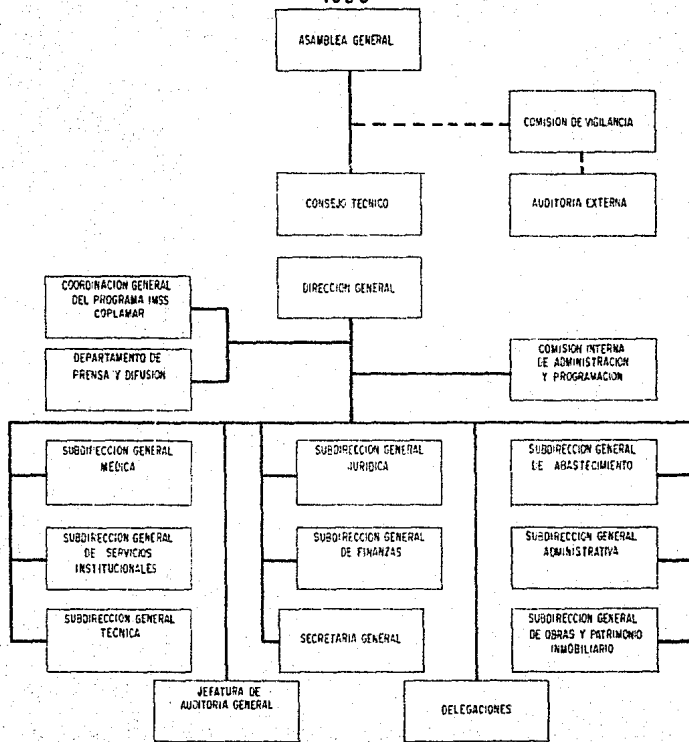 ASAMBLEA GENERAL
COMISION DE VIGILANCIA
CONSEJO TECNICO
AUDITORIA EXTERNA
DIRECCION GENERAL
COORDINACION GENERAL
DEL PROGRAMA IMSS
COPLAMAR
DEPARTAMENTO DE
PRENSA Y DIFUSION
COMISION INTERNA
DE ADMINISTRACION
Y PROGRAMACION
SUBDIRECCION GENERAL
MEDICA
SUBDIRECCION GENERAL
JURIDICA
SUBDIRECCION GENERAL
DE ABASTECIMIENTO
SUBDIRECCION GENERAL
DE SERVICIOS
INSTITUCIONALES
SUBDIRECCION GENERAL
DE FINANZAS
SUBDIRECCION GENERAL
ADMINISTRATIVA
SUBDIRECCION GENERAL
TECNICA
SECRETARIA GENERAL
SUBDIRECCION GENERAL
DE OBRAS Y PATRIMONIO
INMOBILIARIO
JEFATURA DE
AUDITORIA GENERAL
DELEGACIONES